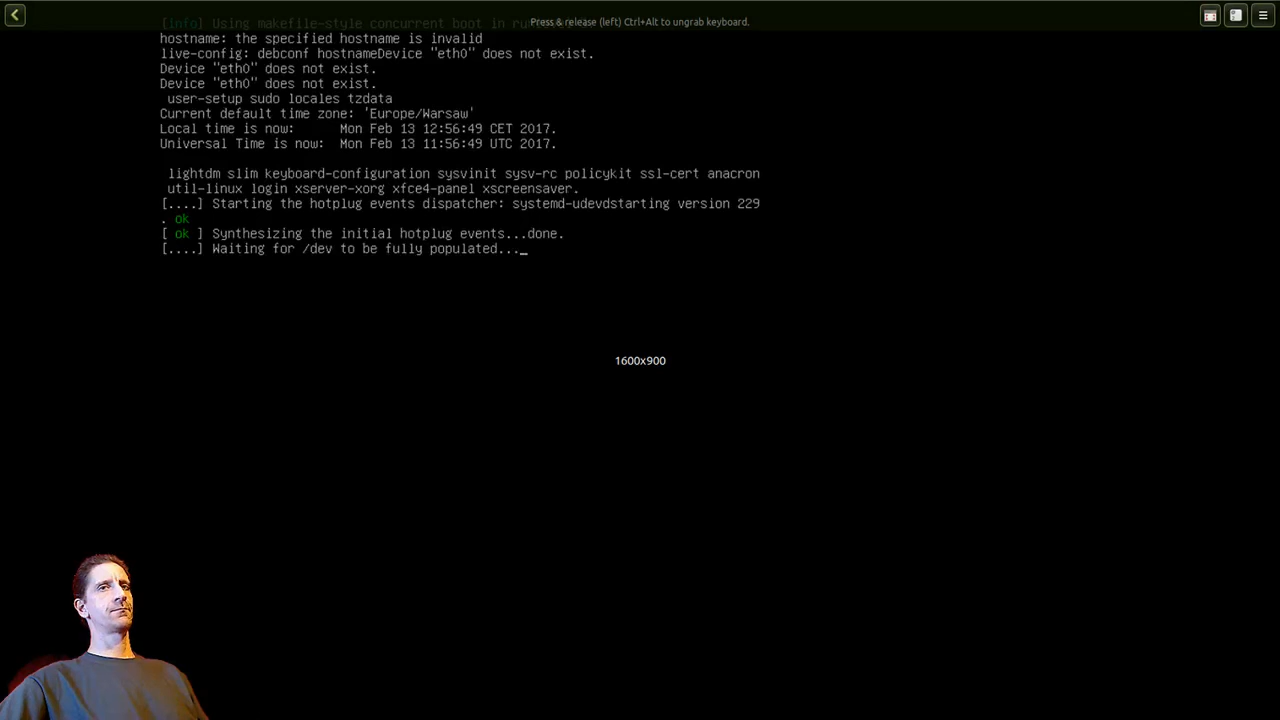 [info] Using makefile-style concurrent boot in ru
Press & release (left) Ctrl+Alt to ungrab keyboard.
hostname: the specified hostname is invalid
live-config: debconf hostnameDevice "eth0" does not exist.
Device "eth0" does not exist.
Device "eth0" does not exist.
user-setup sudo locales tzdata
Current default time zone: 'Europe/Warsaw'
Local time is now:      Mon Feb 13 12:56:49 CET 2017.
Universal Time is now:  Mon Feb 13 11:56:49 UTC 2017.
lightdm slim keyboard-configuration sysvinit sysv-rc policykit ssl-cert anacron
util-linux login xserver-xorg xfce4-panel xscreensaver.
[....] Starting the hotplug events dispatcher: systemd-udevdstarting version 229
. ok
[ ok ] Synthesizing the initial hotplug events...done.
[....] Waiting for /dev to be fully populated..._
1600x900